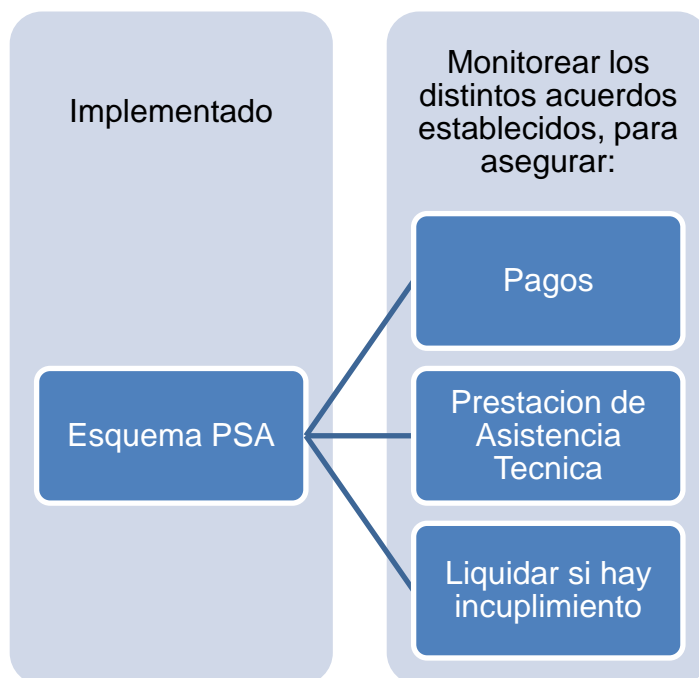 Implementado
Esquema PSA
Monitorear los
distintos acuerdos
establecidos, para
asegurar:
Pagos
Prestacion de
Asistencia
Tecnica
Liquidar si hay
incuplimiento